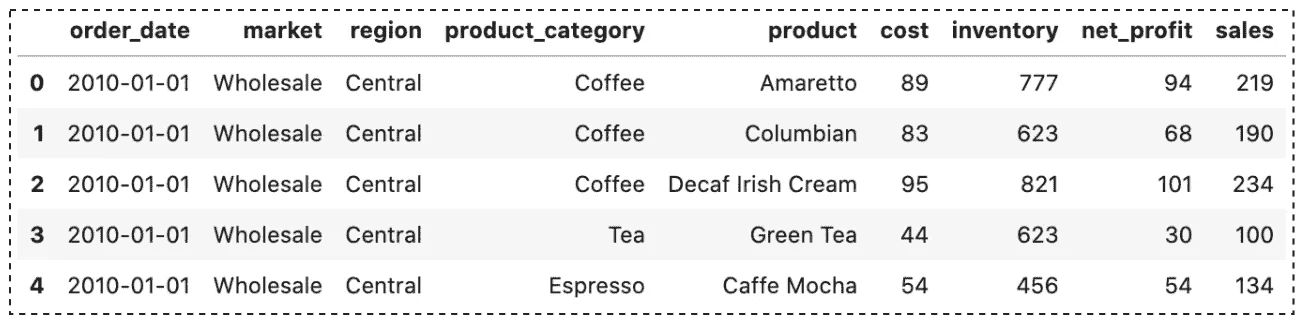 order_date market region product_category product cost inventory net_profit sales
0 2010-01-01 Wholesale Central Coffee Amaretto 89 777 94 219
1 2010-01-01 Wholesale Central Coffee Columbian 83 623 68 190
2 2010-01-01 Wholesale Central Coffee Decaf Irish Cream 95 821 101 234
3 2010-01-01 Wholesale Central Tea Green Tea 44 623 30 100
4 2010-01-01 Wholesale Central Espresso Caffe Mocha 54 456 54 134